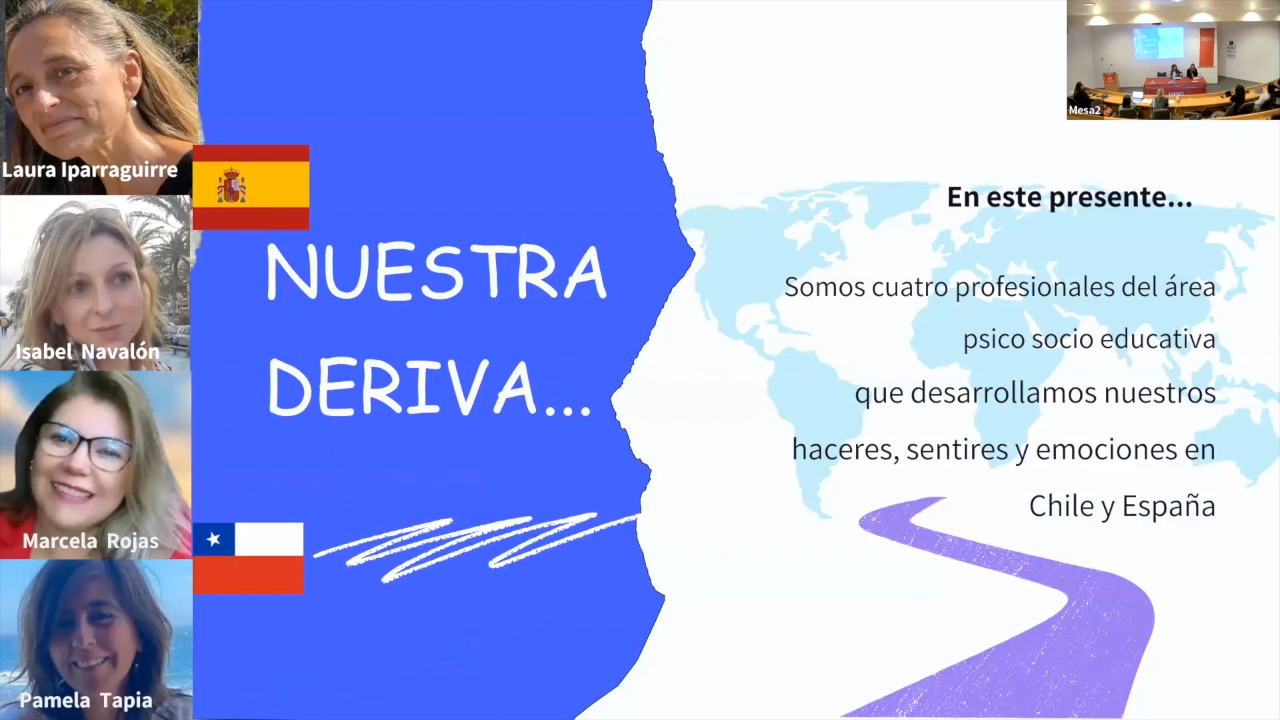 Laura Iparraguirre
Isabel Navalón
Marcela Rojas
Pamela Tapia
NUESTRA
DERIVA...
En este presente...
Somos cuatro profesionales del área
psico socio educativa
que desarrollamos nuestros
haceres, sentires y emociones en
Chile y España
Mesa2